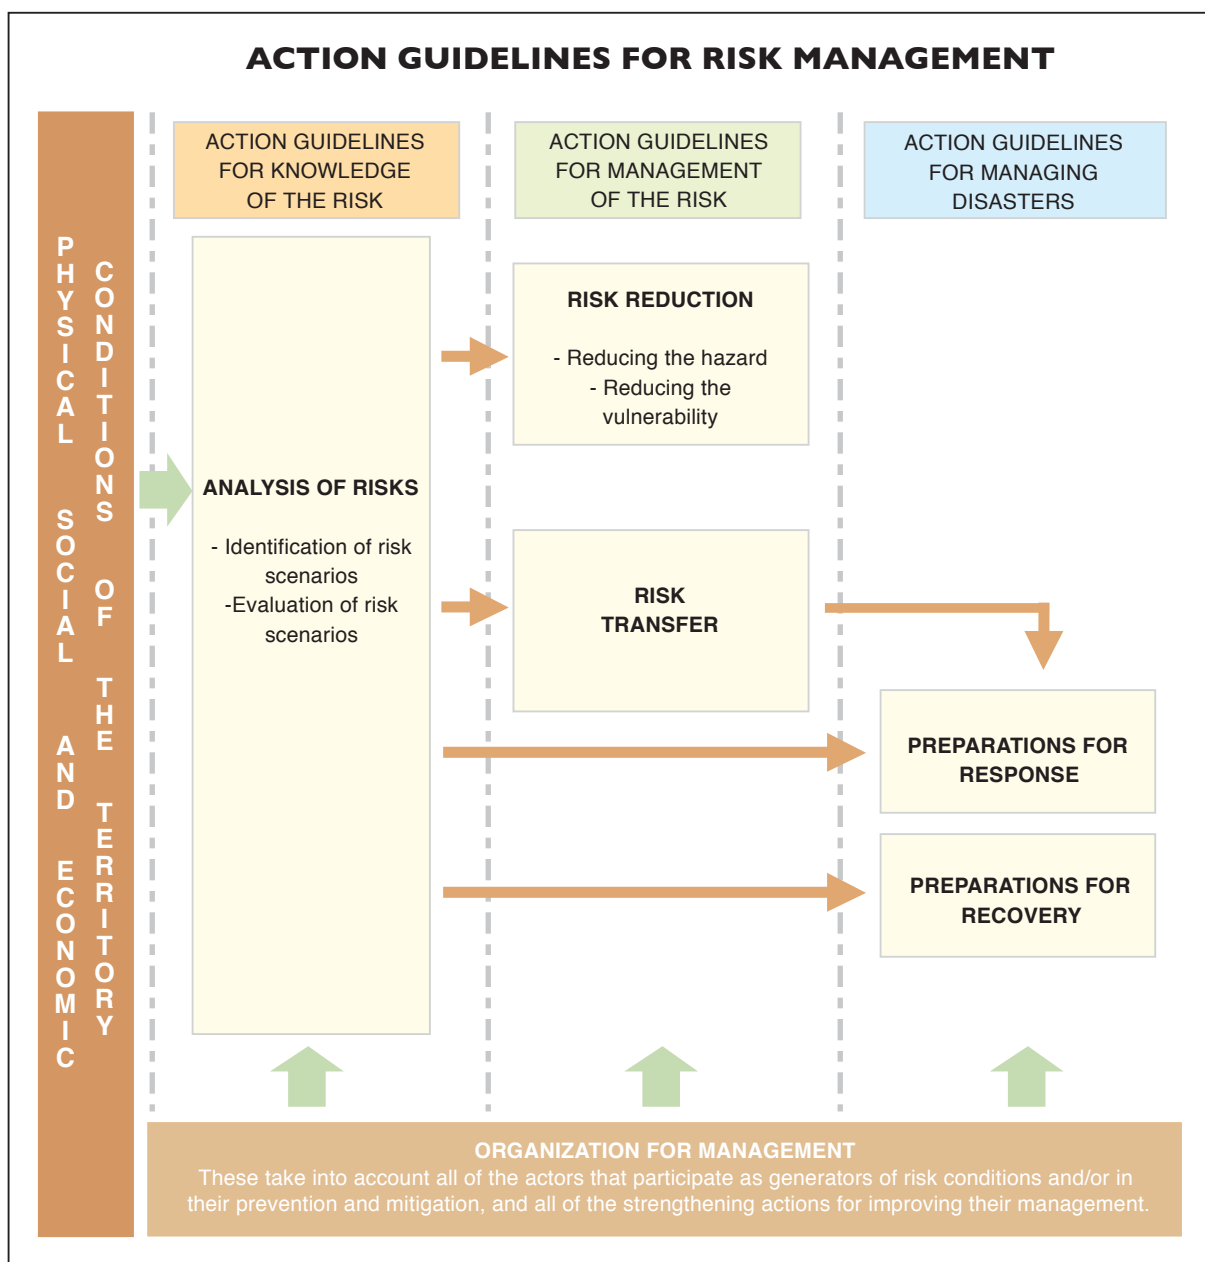 ACTION GUIDELINES FOR RISK MANAGEMENT
PHYSICAL SOCIAL AND ECONOMIC
CONDITIONS OF THE TERRITORY
ACTION GUIDELINES
FOR KNOWLEDGE
OF THE RISK
ANALYSIS OF RISKS
- Identification of risk
scenarios
-Evaluation of risk
scenarios
ACTION GUIDELINES
FOR MANAGEMENT
OF THE RISK
RISK REDUCTION
- Reducing the hazard
- Reducing the
vulnerability
RISK
TRANSFER
ACTION GUIDELINES
FOR MANAGING
DISASTERS
PREPARATIONS FOR
RESPONSE
PREPARATIONS FOR
RECOVERY
ORGANIZATION FOR MANAGEMENT
These take into account all of the actors that participate as generators of risk conditions and/or in
their prevention and mitigation, and all of the strengthening actions for improving their management.